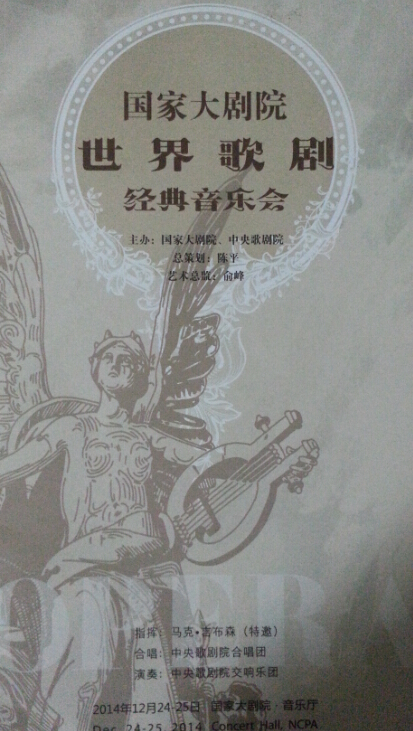 国家大剧院
世界歌剧
经典音乐会
主办：国家大剧院、中央歌剧院
总策划：陈平
艺术总监：俞峰
OPERA
指挥：马克·吉布森（特邀）
合唱：中央歌剧院合唱团
演奏：中央歌剧院交响乐团
2014年12月24-25日 国家大剧院·音乐厅
Dec. 24-25, 2014 Concert Hall, NCPA